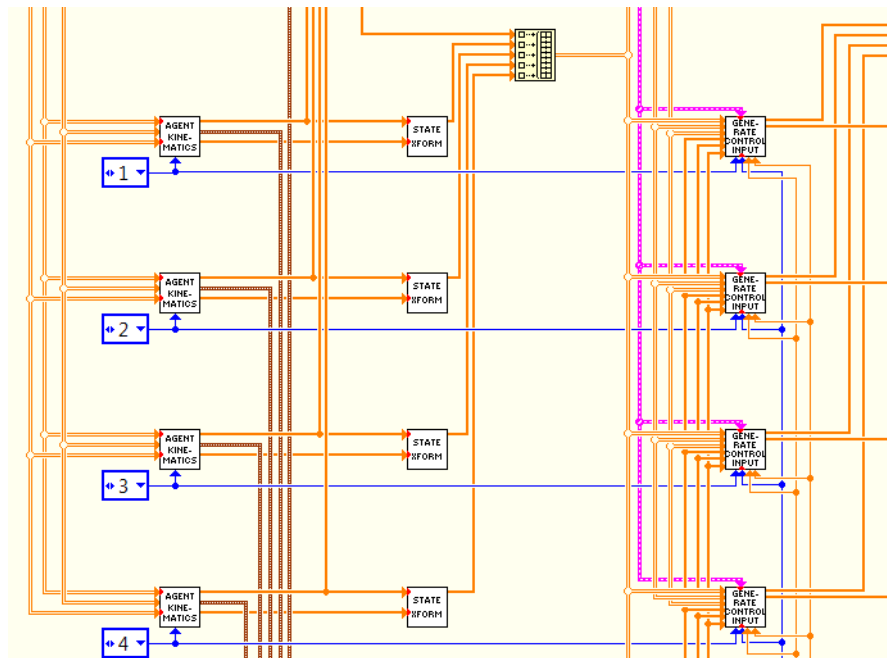 AGENT
KINE-
MATICS
STATE
XFORM
GENE-
RATE
CONTROL
INPUT
1
AGENT
KINE-
MATICS
STATE
XFORM
GENE-
RATE
CONTROL
INPUT
2
AGENT
KINE-
MATICS
STATE
XFORM
GENE-
RATE
CONTROL
INPUT
3
AGENT
KINE-
MATICS
STATE
XFORM
GENE-
RATE
CONTROL
INPUT
4